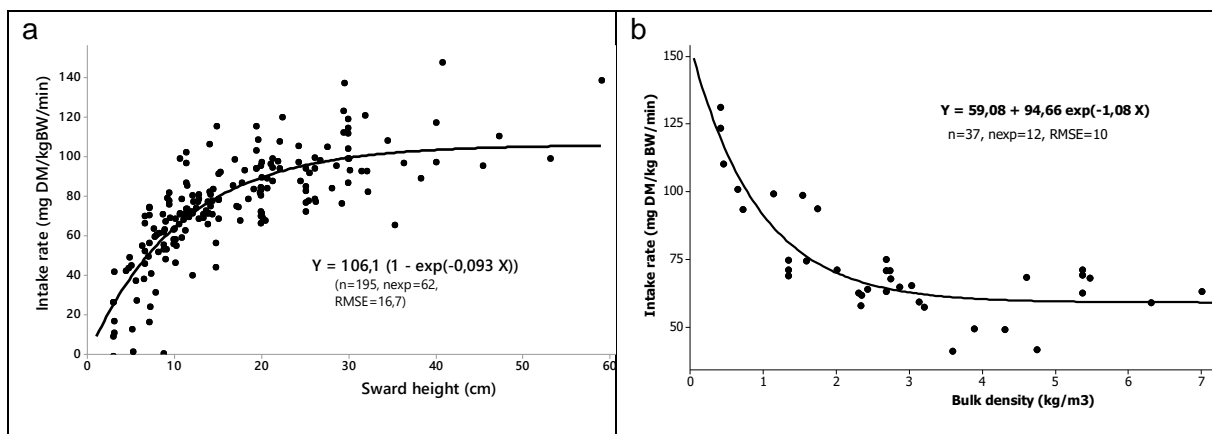 a
Intake rate (mg DM/kgBW/min)
140
120
100
80
60
40
20
0
Y = 106,1 (1 - exp(-0,093 X))
(n=195, nexp=62,
RMSE=16,7)
0 10 20 30 40 50 60
Sward height (cm)
b
Intake rate (mg DM/kg BW/min)
150
125
100
75
50
Y = 59,08 + 94,66 exp(-1,08 X)
n=37, nexp=12, RMSE=10
0 1 2 3 4 5 6 7
Bulk density (kg/m3)